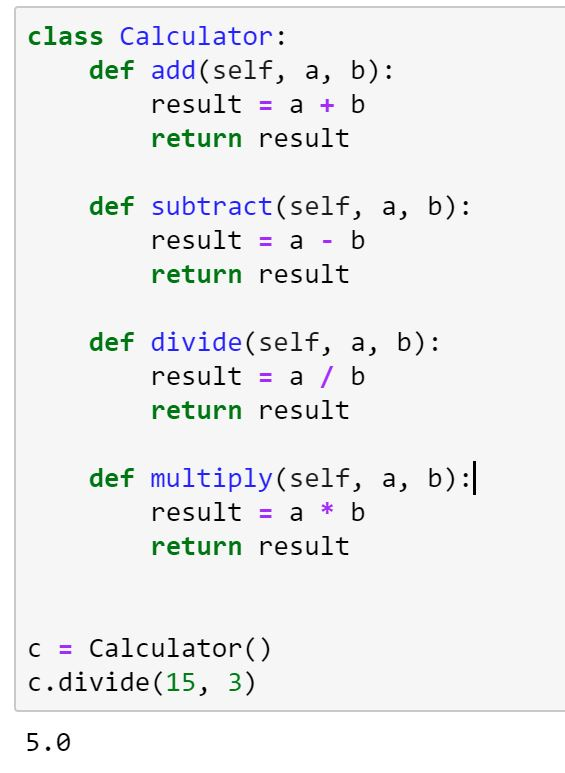 class Calculator:
    def add(self, a, b):
        result = a + b
        return result

    def subtract(self, a, b):
        result = a - b
        return result

    def divide(self, a, b):
        result = a / b
        return result

    def multiply(self, a, b):
        result = a * b
        return result


c = Calculator()
c.divide(15, 3)
5.0